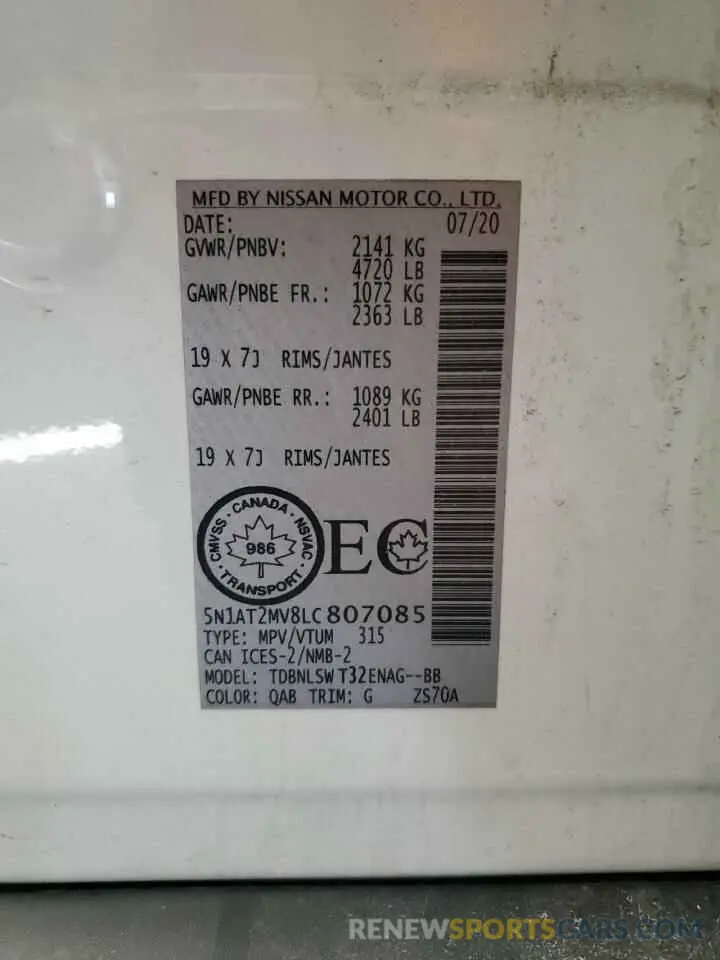 MFD BY NISSAN MOTOR CO., LTD.
DATE: 07/20
GVWR/PNBV: 2141 KG
4720 LB
GAWR/PNBE FR.: 1072 KG
2363 LB
19 X 7J RIMS/JANTES
GAWR/PNBE RR.: 1089 KG
2401 LB
19 X 7J RIMS/JANTES
CMVSS · CANADA · NSVAC · TRANSPORT ·
986
EC
5N1AT2MV8LC807085
TYPE: MPV/VTUM 315
CAN ICES-2/NMB-2
MODEL: TDBNLSW T32ENAG--BB
COLOR: QAB TRIM: G ZS70A
RENEWSPORTSCARS.COM